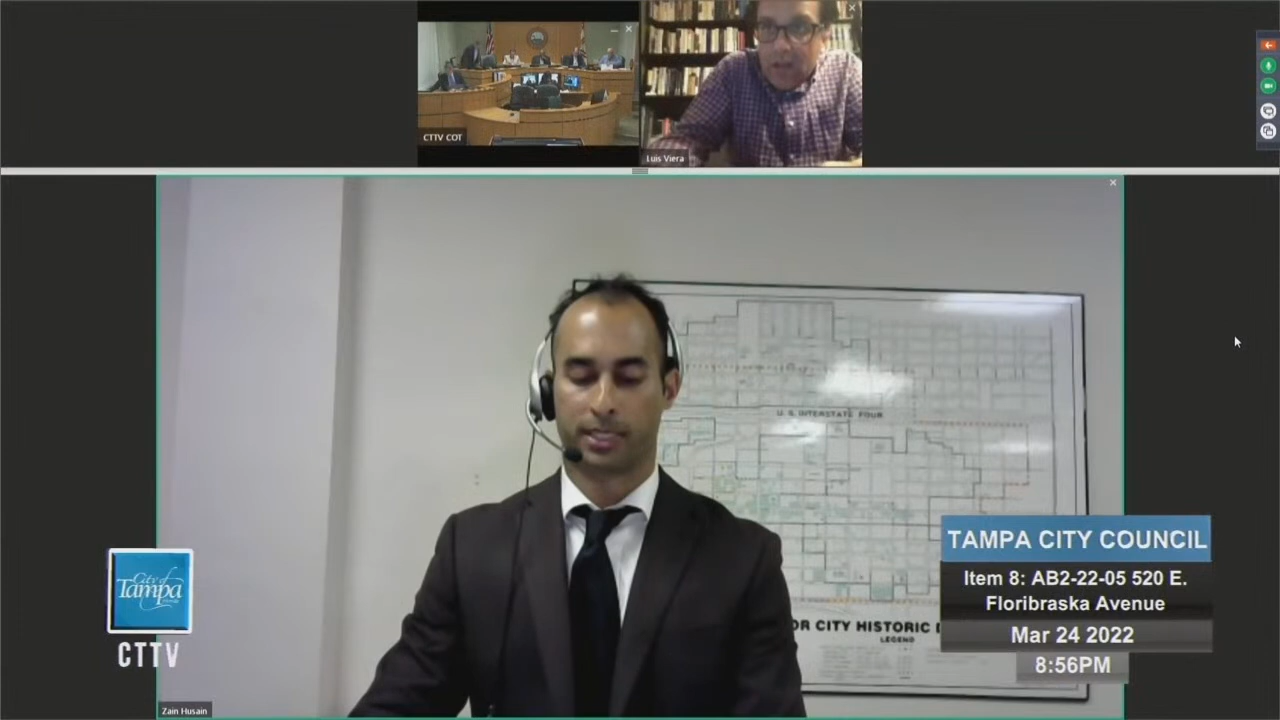 CTTV COT
Luis Viera
U.S. INTERSTATE FOUR
OR CITY HISTORIC D
LEGEND
TAMPA CITY COUNCIL
Item 8: AB2-22-05 520 E.
Floribraska Avenue
Mar 24 2022
8:56PM
City of
Tampa
CTTV
Zain Husain